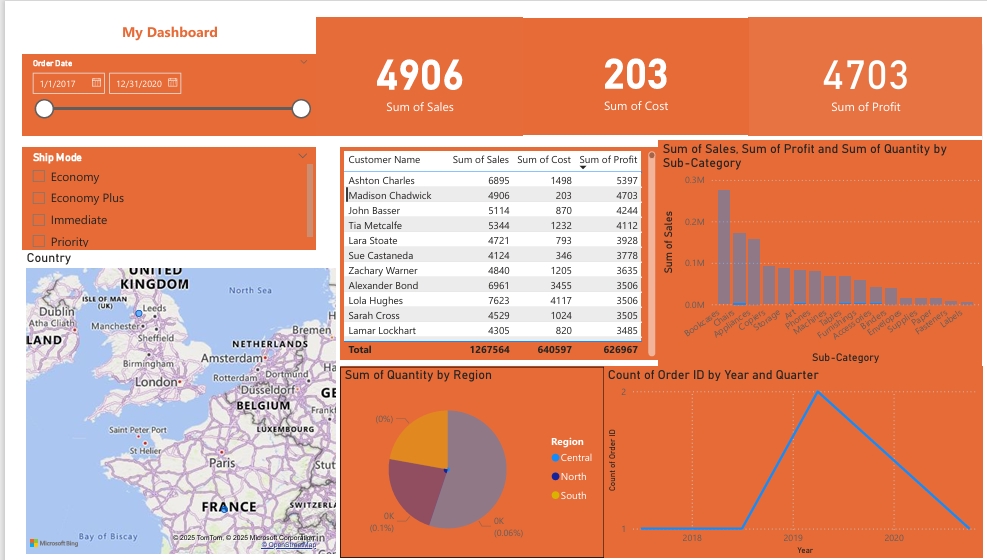 My Dashboard
Order Date
1/1/2017
12/31/2020
4906
Sum of Sales
203
Sum of Cost
4703
Sum of Profit
Ship Mode
Economy
Economy Plus
Immediate
Priority
Customer Name Sum of Sales Sum of Cost Sum of Profit
Ashton Charles 6895 1498 5397
Madison Chadwick 4906 203 4703
John Basser 5114 870 4244
Tia Metcalfe 5344 1232 4112
Lara Stoate 4721 793 3928
Sue Castaneda 4124 346 3778
Zachary Warner 4840 1205 3635
Alexander Bond 6961 3455 3506
Lola Hughes 7623 4117 3506
Sarah Cross 4529 1024 3505
Lamar Lockhart 4305 820 3485
Total 1267564 640597 626967
Sum of Sales, Sum of Profit and Sum of Quantity by
Sub-Category
Sum of Sales
0.3M
0.2M
0.1M
0.0M
Bookcases
Chairs
Appliances
Copiers
Storage
Art
Phones
Machines
Tables
Furnishings
Accessories
Binders
Envelopes
Supplies
Paper
Fasteners
Labels
Sub-Category
Country
UNITED
KINGDOM
North Sea
ISLE OF MAN
(UK)
Leeds
Dublin
Atha Cliath
Manchester
Sheffield
LAND
Bremen
NETHERLANDS
Birmingham
Amsterdam
London
Rotterdam
Dortmund
Düsseldorf
GE
BELGIUM
Frankf
LUXEMBOURG
Saint Peter Port
St Helier
Paris
Stut
FRANCE
SWITZERL
Bay of Biscay
Microsoft Bing
© 2025 TomTom, © 2025 Microsoft Corporation,
© OpenStreetMap
Sum of Quantity by Region
(0%)
0K
(0.1%)
0K
(0.06%)
Region
Central
North
South
Count of Order ID by Year and Quarter
Count of Order ID
2
1
2018
2019
2020
Year